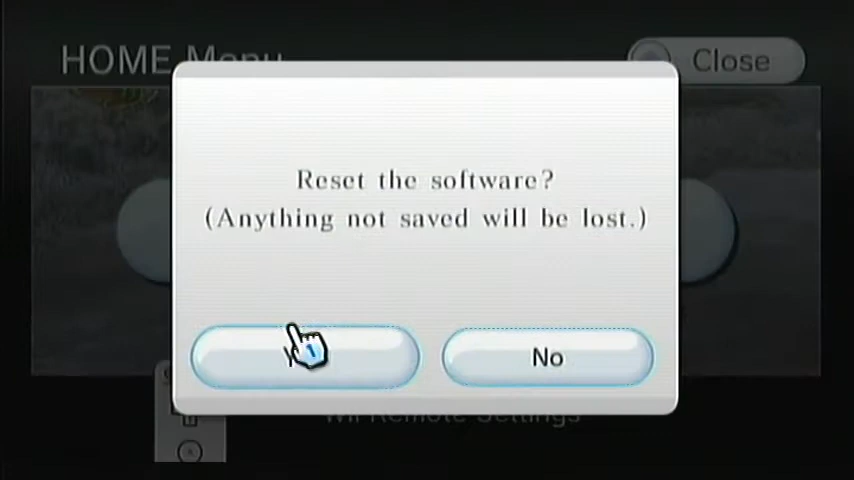 HOME Menu
Close
Reset the software?
(Anything not saved will be lost.)
No
Wii Remote Settings